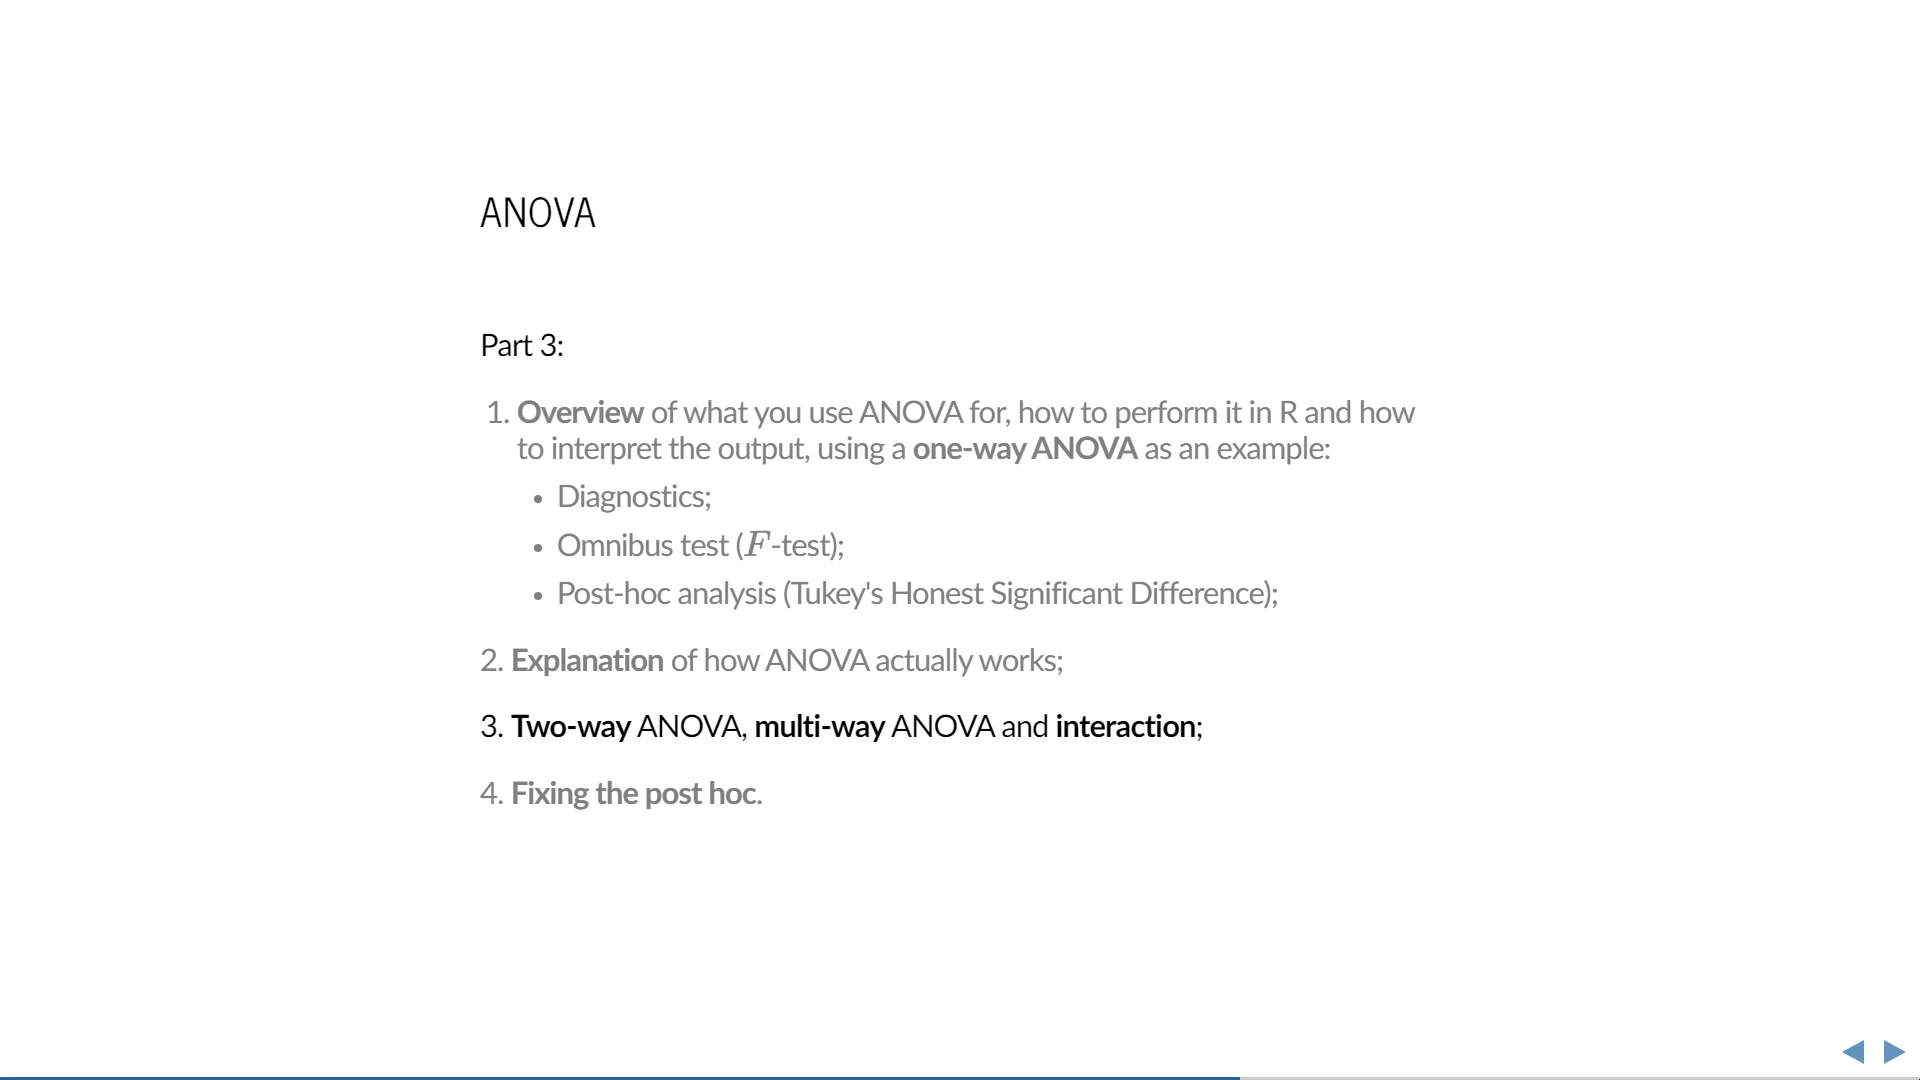 ANOVA
Part 3:
1. Overview of what you use ANOVA for, how to perform it in R and how
to interpret the output, using a one-way ANOVA as an example:
• Diagnostics;
• Omnibus test (F-test);
• Post-hoc analysis (Tukey's Honest Significant Difference);
2. Explanation of how ANOVA actually works;
3. Two-way ANOVA, multi-way ANOVA and interaction;
4. Fixing the post hoc.